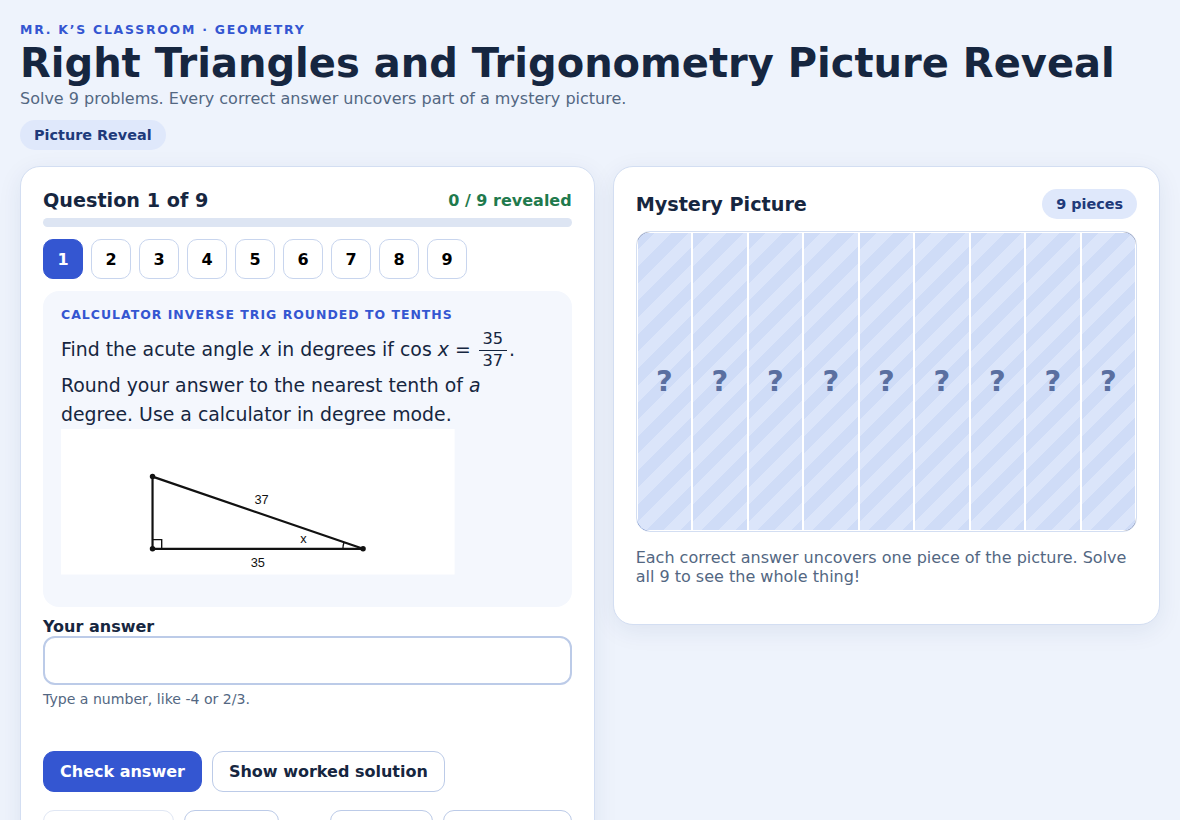 MR. K’S CLASSROOM · GEOMETRY
Right Triangles and Trigonometry Picture Reveal
Solve 9 problems. Every correct answer uncovers part of a mystery picture.
Picture Reveal
Question 1 of 9
0 / 9 revealed
1 2 3 4 5 6 7 8 9
CALCULATOR INVERSE TRIG ROUNDED TO TENTHS
Find the acute angle x in degrees if cos x = 35/37.
Round your answer to the nearest tenth of a
degree. Use a calculator in degree mode.
37
x
35
Your answer
Type a number, like -4 or 2/3.
Check answer
Show worked solution
Mystery Picture
9 pieces
? ? ? ? ? ? ? ? ?
Each correct answer uncovers one piece of the picture. Solve
all 9 to see the whole thing!